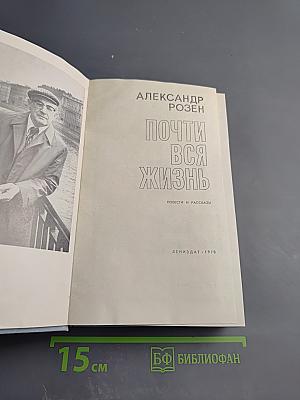 АЛЕКСАНДР
РОЗЕН
ПОЧТИ
ВСЯ
ЖИЗНЬ
ПОВЕСТИ И РАССКАЗЫ
ЛЕНИЗДАТ · 1976
15 см
БФ БИБЛИОФАН